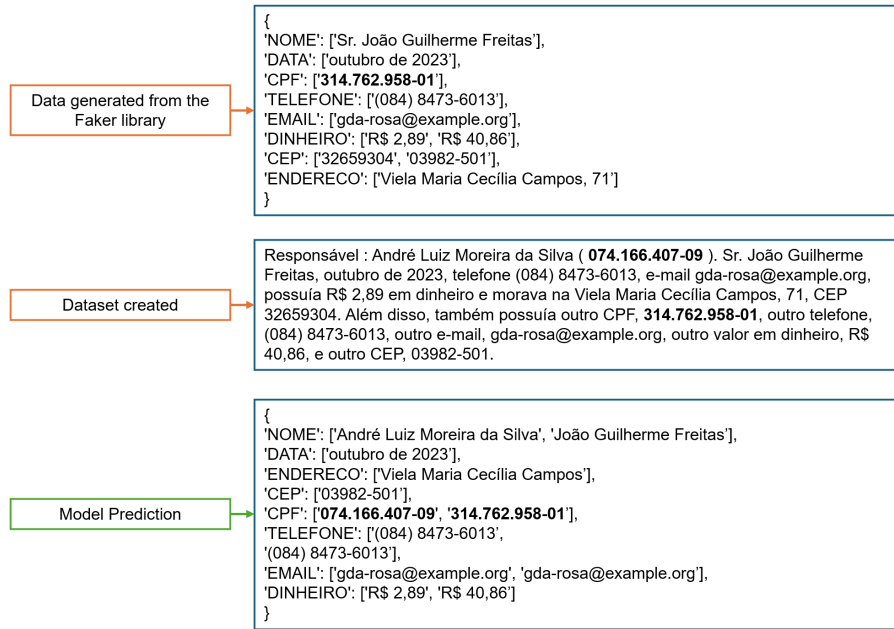 Data generated from the
Faker library
{
'NOME': ['Sr. João Guilherme Freitas'],
'DATA': ['outubro de 2023'],
'CPF': ['314.762.958-01'],
'TELEFONE': ['(084) 8473-6013'],
'EMAIL': ['gda-rosa@example.org'],
'DINHEIRO': ['R$ 2,89', 'R$ 40,86'],
'CEP': ['32659304', '03982-501'],
'ENDERECO': ['Viela Maria Cecília Campos, 71']
}
Dataset created
Responsável : André Luiz Moreira da Silva ( 074.166.407-09 ). Sr. João Guilherme
Freitas, outubro de 2023, telefone (084) 8473-6013, e-mail gda-rosa@example.org,
possuía R$ 2,89 em dinheiro e morava na Viela Maria Cecília Campos, 71, CEP
32659304. Além disso, também possuía outro CPF, 314.762.958-01, outro telefone,
(084) 8473-6013, outro e-mail, gda-rosa@example.org, outro valor em dinheiro, R$
40,86, e outro CEP, 03982-501.
Model Prediction
{
'NOME': ['André Luiz Moreira da Silva', 'João Guilherme Freitas'],
'DATA': ['outubro de 2023'],
'ENDERECO': ['Viela Maria Cecília Campos'],
'CEP': ['03982-501'],
'CPF': ['074.166.407-09', '314.762.958-01'],
'TELEFONE': ['(084) 8473-6013',
'(084) 8473-6013'],
'EMAIL': ['gda-rosa@example.org', 'gda-rosa@example.org'],
'DINHEIRO': ['R$ 2,89', 'R$ 40,86']
}